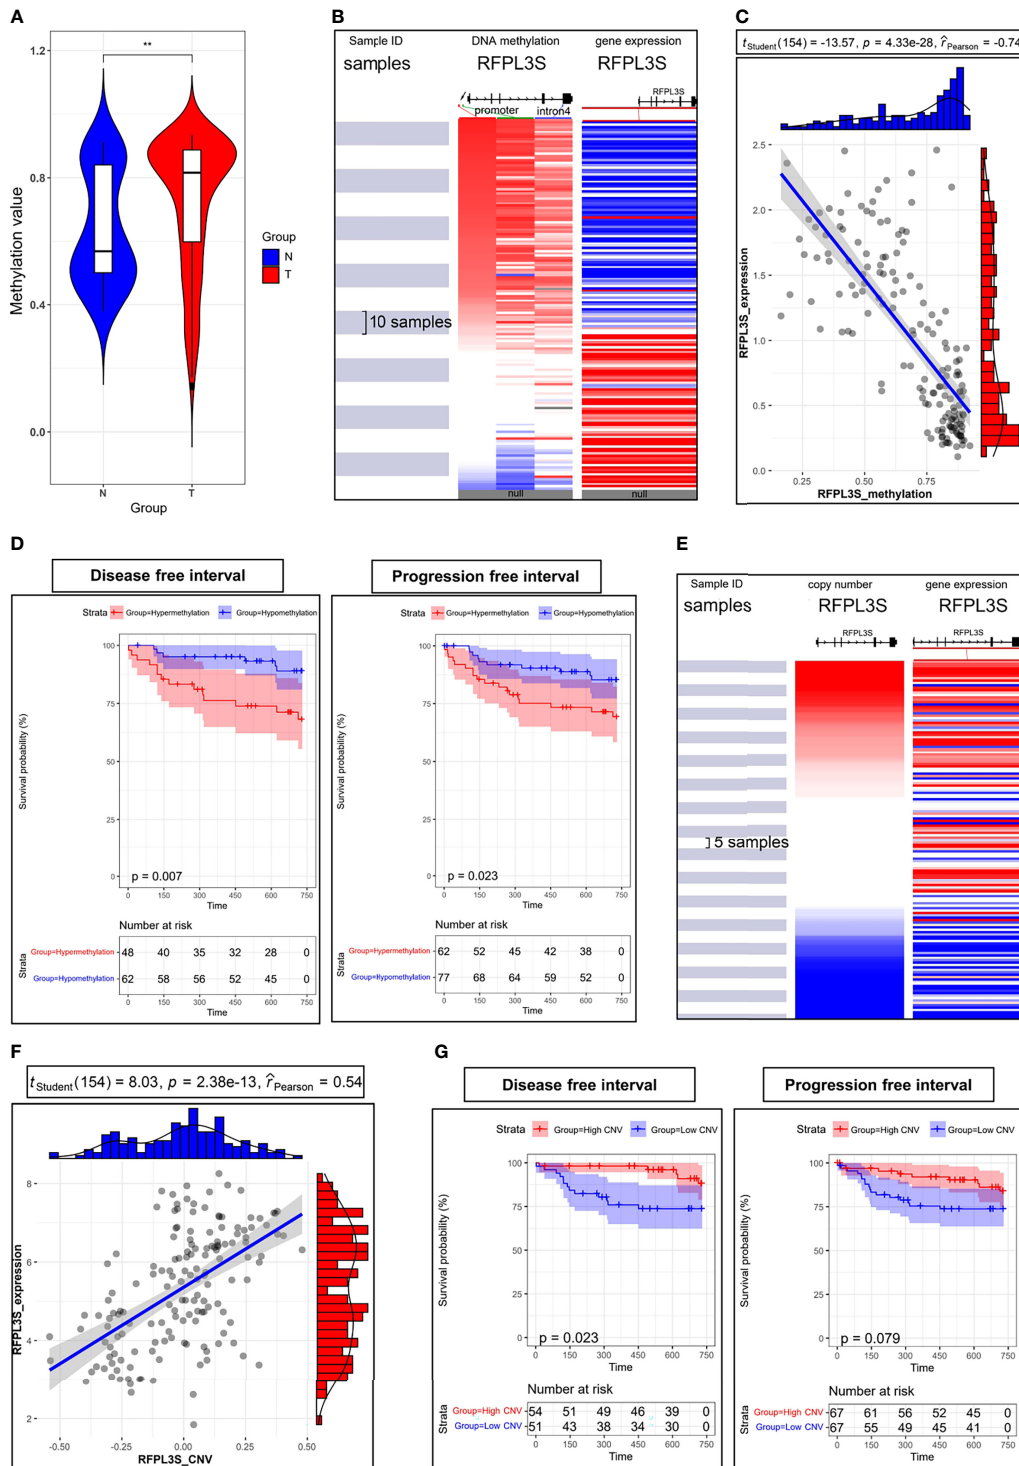 A
1.2
0.8
0.4
0.0
Methylation value
**
N
T
Group
Group
N
T
B
Sample ID
samples
DNA methylation
RFPL3S
gene expression
RFPL3S
RFPL3S
promoter
intron4
10 samples
null
null
C
tStudent(154) = -13.57, p = 4.33e-28, r̂Pearson = -0.74
2.5
2.0
1.5
1.0
0.5
0.0
RFPL3S_expression
0.25
0.50
0.75
RFPL3S_methylation
D
Disease free interval
Strata
Group=Hypermethylation
Group=Hypomethylation
100
75
50
25
0
Survival probability (%)
p = 0.007
0 150 300 450 600 750
Time
Number at risk
Strata
Group=Hypermethylation 48 40 35 32 28 0
Group=Hypomethylation 62 58 56 52 45 0
0 150 300 450 600 750
Time
Progression free interval
Strata
Group=Hypermethylation
Group=Hypomethylation
100
75
50
25
0
Survival probability (%)
p = 0.023
0 150 300 450 600 750
Time
Number at risk
Strata
Group=Hypermethylation 62 52 45 42 38 0
Group=Hypomethylation 77 68 64 59 52 0
0 150 300 450 600 750
Time
E
Sample ID
samples
copy number
RFPL3S
gene expression
RFPL3S
RFPL3S
RFPL3S
5 samples
F
tStudent(154) = 8.03, p = 2.38e-13, r̂Pearson = 0.54
8
6
4
2
RFPL3S_expression
-0.50
-0.25
0.00
0.25
0.50
RFPL3S_CNV
G
Disease free interval
Strata
Group=High CNV
Group=Low CNV
100
75
50
25
0
Survival probability (%)
p = 0.023
0 150 300 450 600 750
Time
Number at risk
Strata
Group=High CNV 54 51 49 46 39 0
Group=Low CNV 51 43 38 34 30 0
0 150 300 450 600 750
Time
Progression free interval
Strata
Group=High CNV
Group=Low CNV
100
75
50
25
0
Survival probability (%)
p = 0.079
0 150 300 450 600 750
Time
Number at risk
Strata
Group=High CNV 67 61 56 52 45 0
Group=Low CNV 67 55 49 45 41 0
0 150 300 450 600 750
Time